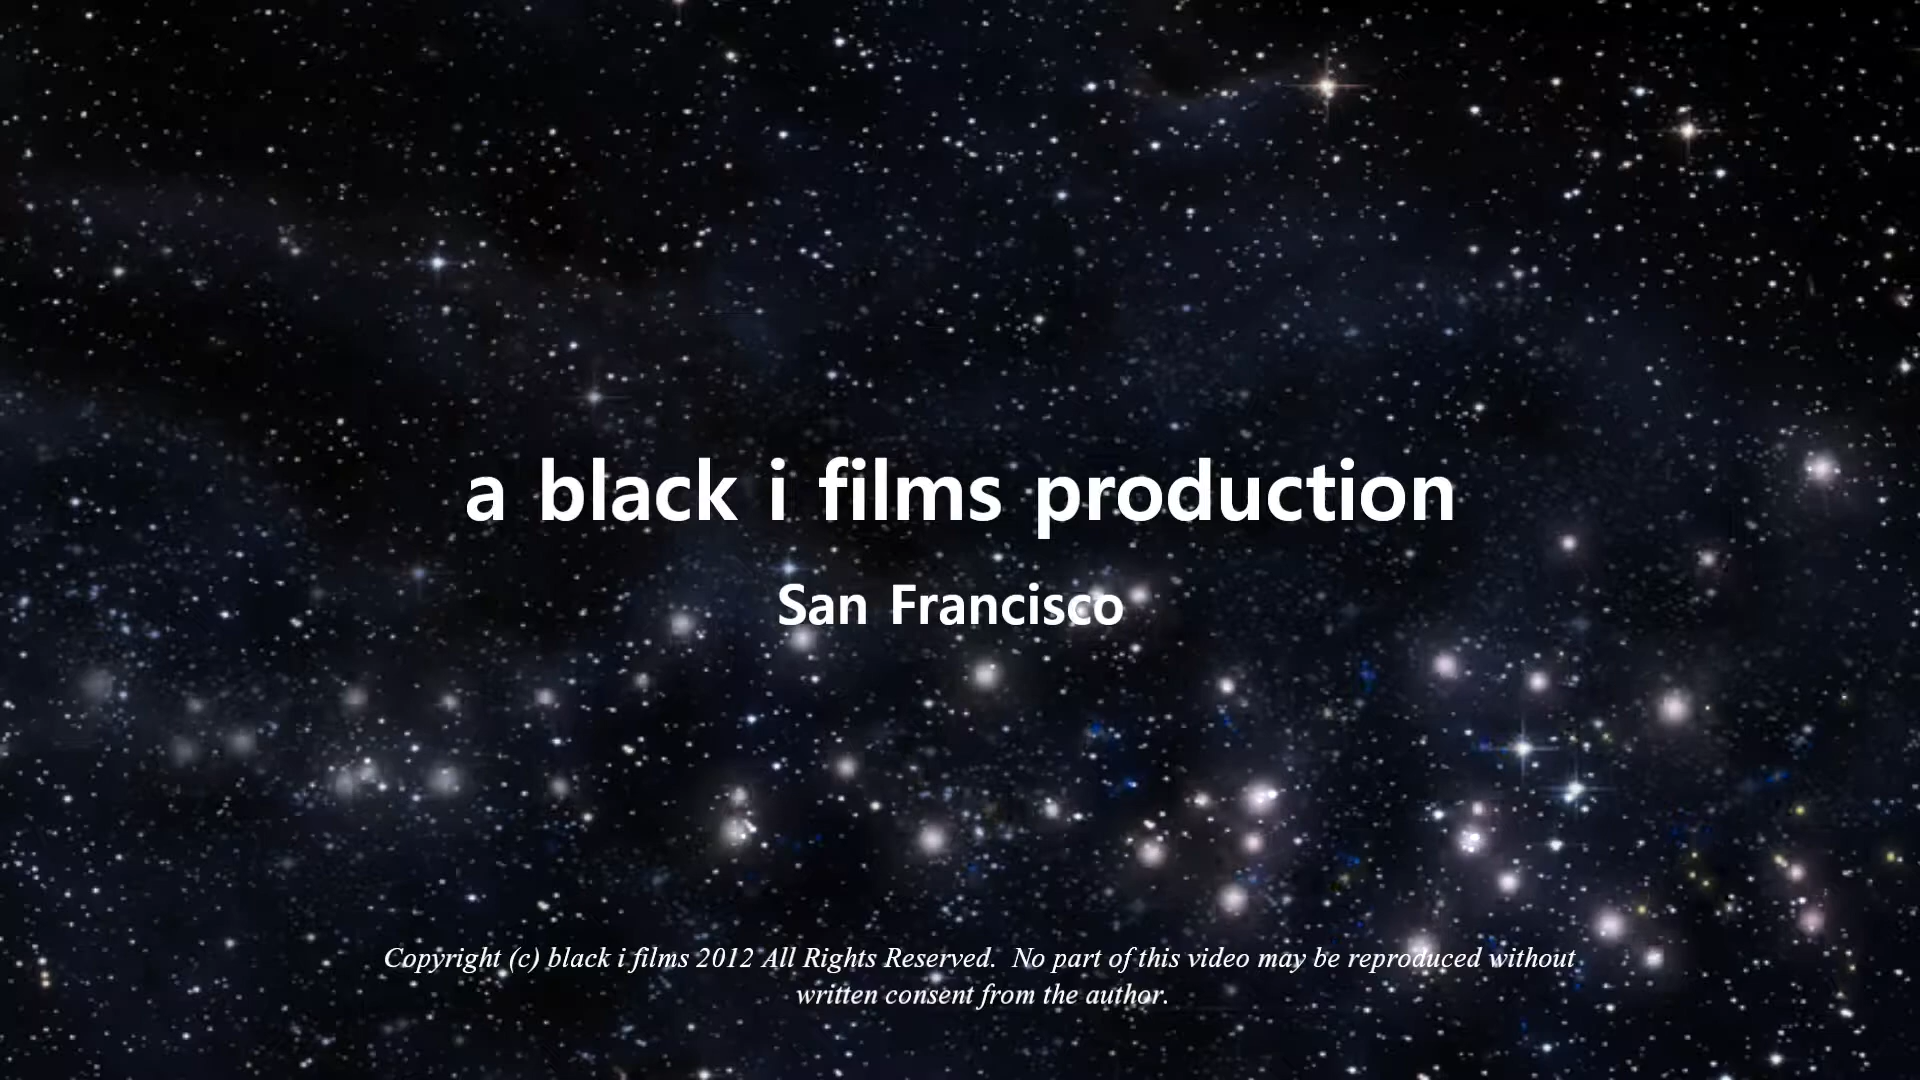 a black i films production
San Francisco
Copyright (c) black i films 2012 All Rights Reserved.  No part of this video may be reproduced without
written consent from the author.